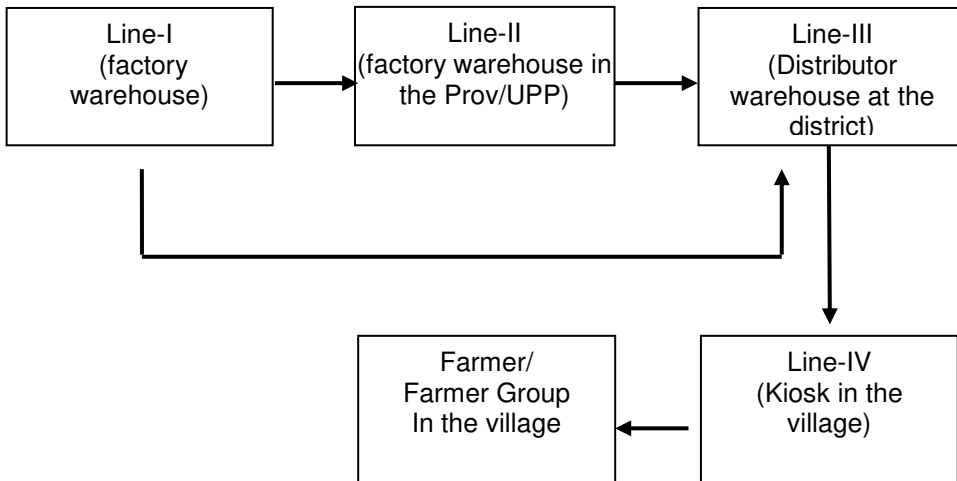 Line-I
(factory
warehouse)
Line-II
(factory warehouse in
the Prov/UPP)
Line-III
(Distributor
warehouse at the
district)
Line-IV
(Kiosk in the
village)
Farmer/
Farmer Group
In the village